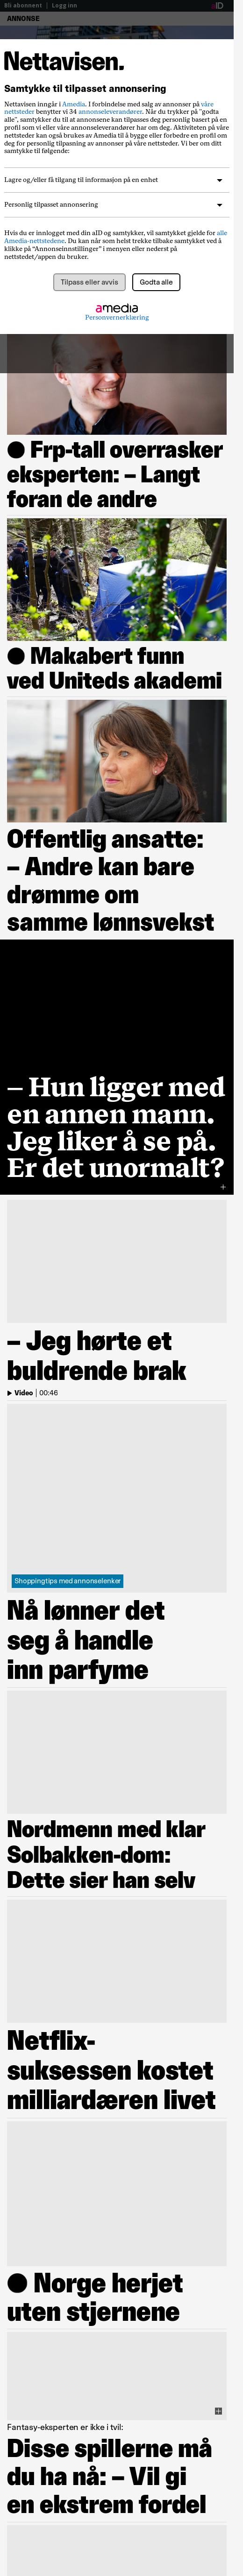 Bli abonnent | Logg inn
aID
ANNONSE
Nettavisen.
Samtykke til tilpasset annonsering
Nettavisen inngår i Amedia. I forbindelse med salg av annonser på våre
nettsteder benytter vi 34 annonseleverandører. Når du trykker på "godta
alle", samtykker du til at annonsene kan tilpasses deg personlig basert på en
profil som vi eller våre annonseleverandører har om deg. Aktiviteten på våre
nettsteder kan også brukes av Amedia til å bygge eller forbedre en profil om
deg for personlig tilpasning av annonser på våre nettsteder. Vi ber om ditt
samtykke til følgende:
Lagre og/eller få tilgang til informasjon på en enhet
Personlig tilpasset annonsering
Hvis du er innlogget med din aID og samtykker, vil samtykket gjelde for alle
Amedia-nettstedene. Du kan når som helst trekke tilbake samtykket ved å
klikke på “Annonseinnstillinger” i menyen eller nederst på
nettstedet/appen du bruker.
Tilpass eller avvis
Godta alle
amedia
Personvernerklæring
● Frp-tall overrasker
eksperten: – Langt
foran de andre
● Makabert funn
ved Uniteds akademi
Offentlig ansatte:
– Andre kan bare
drømme om
samme lønnsvekst
– Hun ligger med
en annen mann.
Jeg liker å se på.
Er det unormalt?
– Jeg hørte et
buldrende brak
Video | 00:46
Shoppingtips med annonselenker
Nå lønner det
seg å handle
inn parfyme
Nordmenn med klar
Solbakken-dom:
Dette sier han selv
Netflix-
suksessen kostet
milliardæren livet
● Norge herjet
uten stjernene
Fantasy-eksperten er ikke i tvil:
Disse spillerne må
du ha nå: – Vil gi
en ekstrem fordel